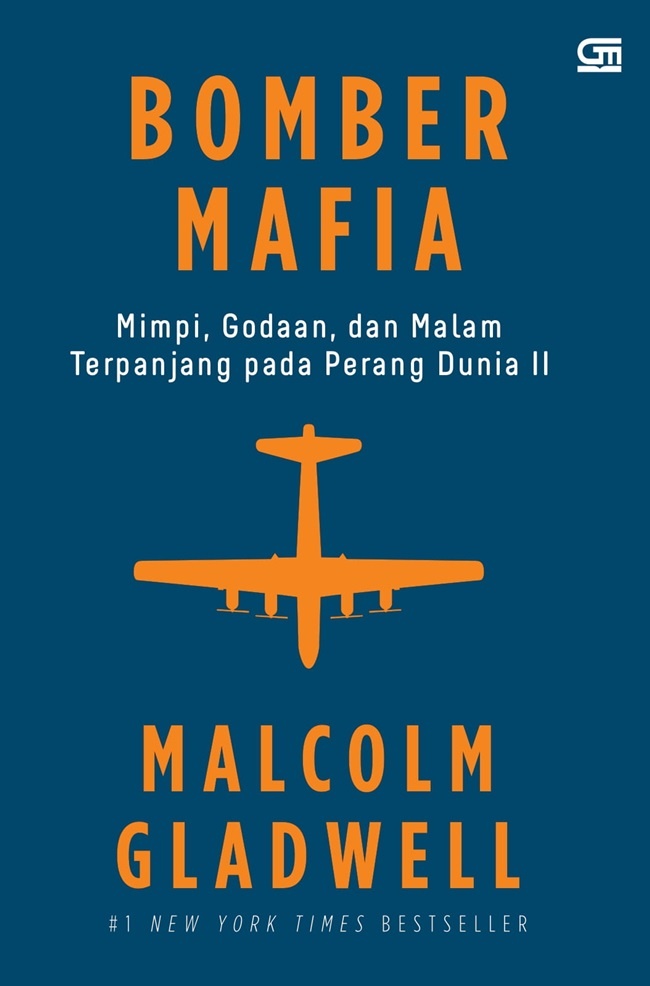 GM
BOMBER
MAFIA
Mimpi, Godaan, dan Malam
Terpanjang pada Perang Dunia II
MALCOLM
GLADWELL
#1 NEW YORK TIMES BESTSELLER